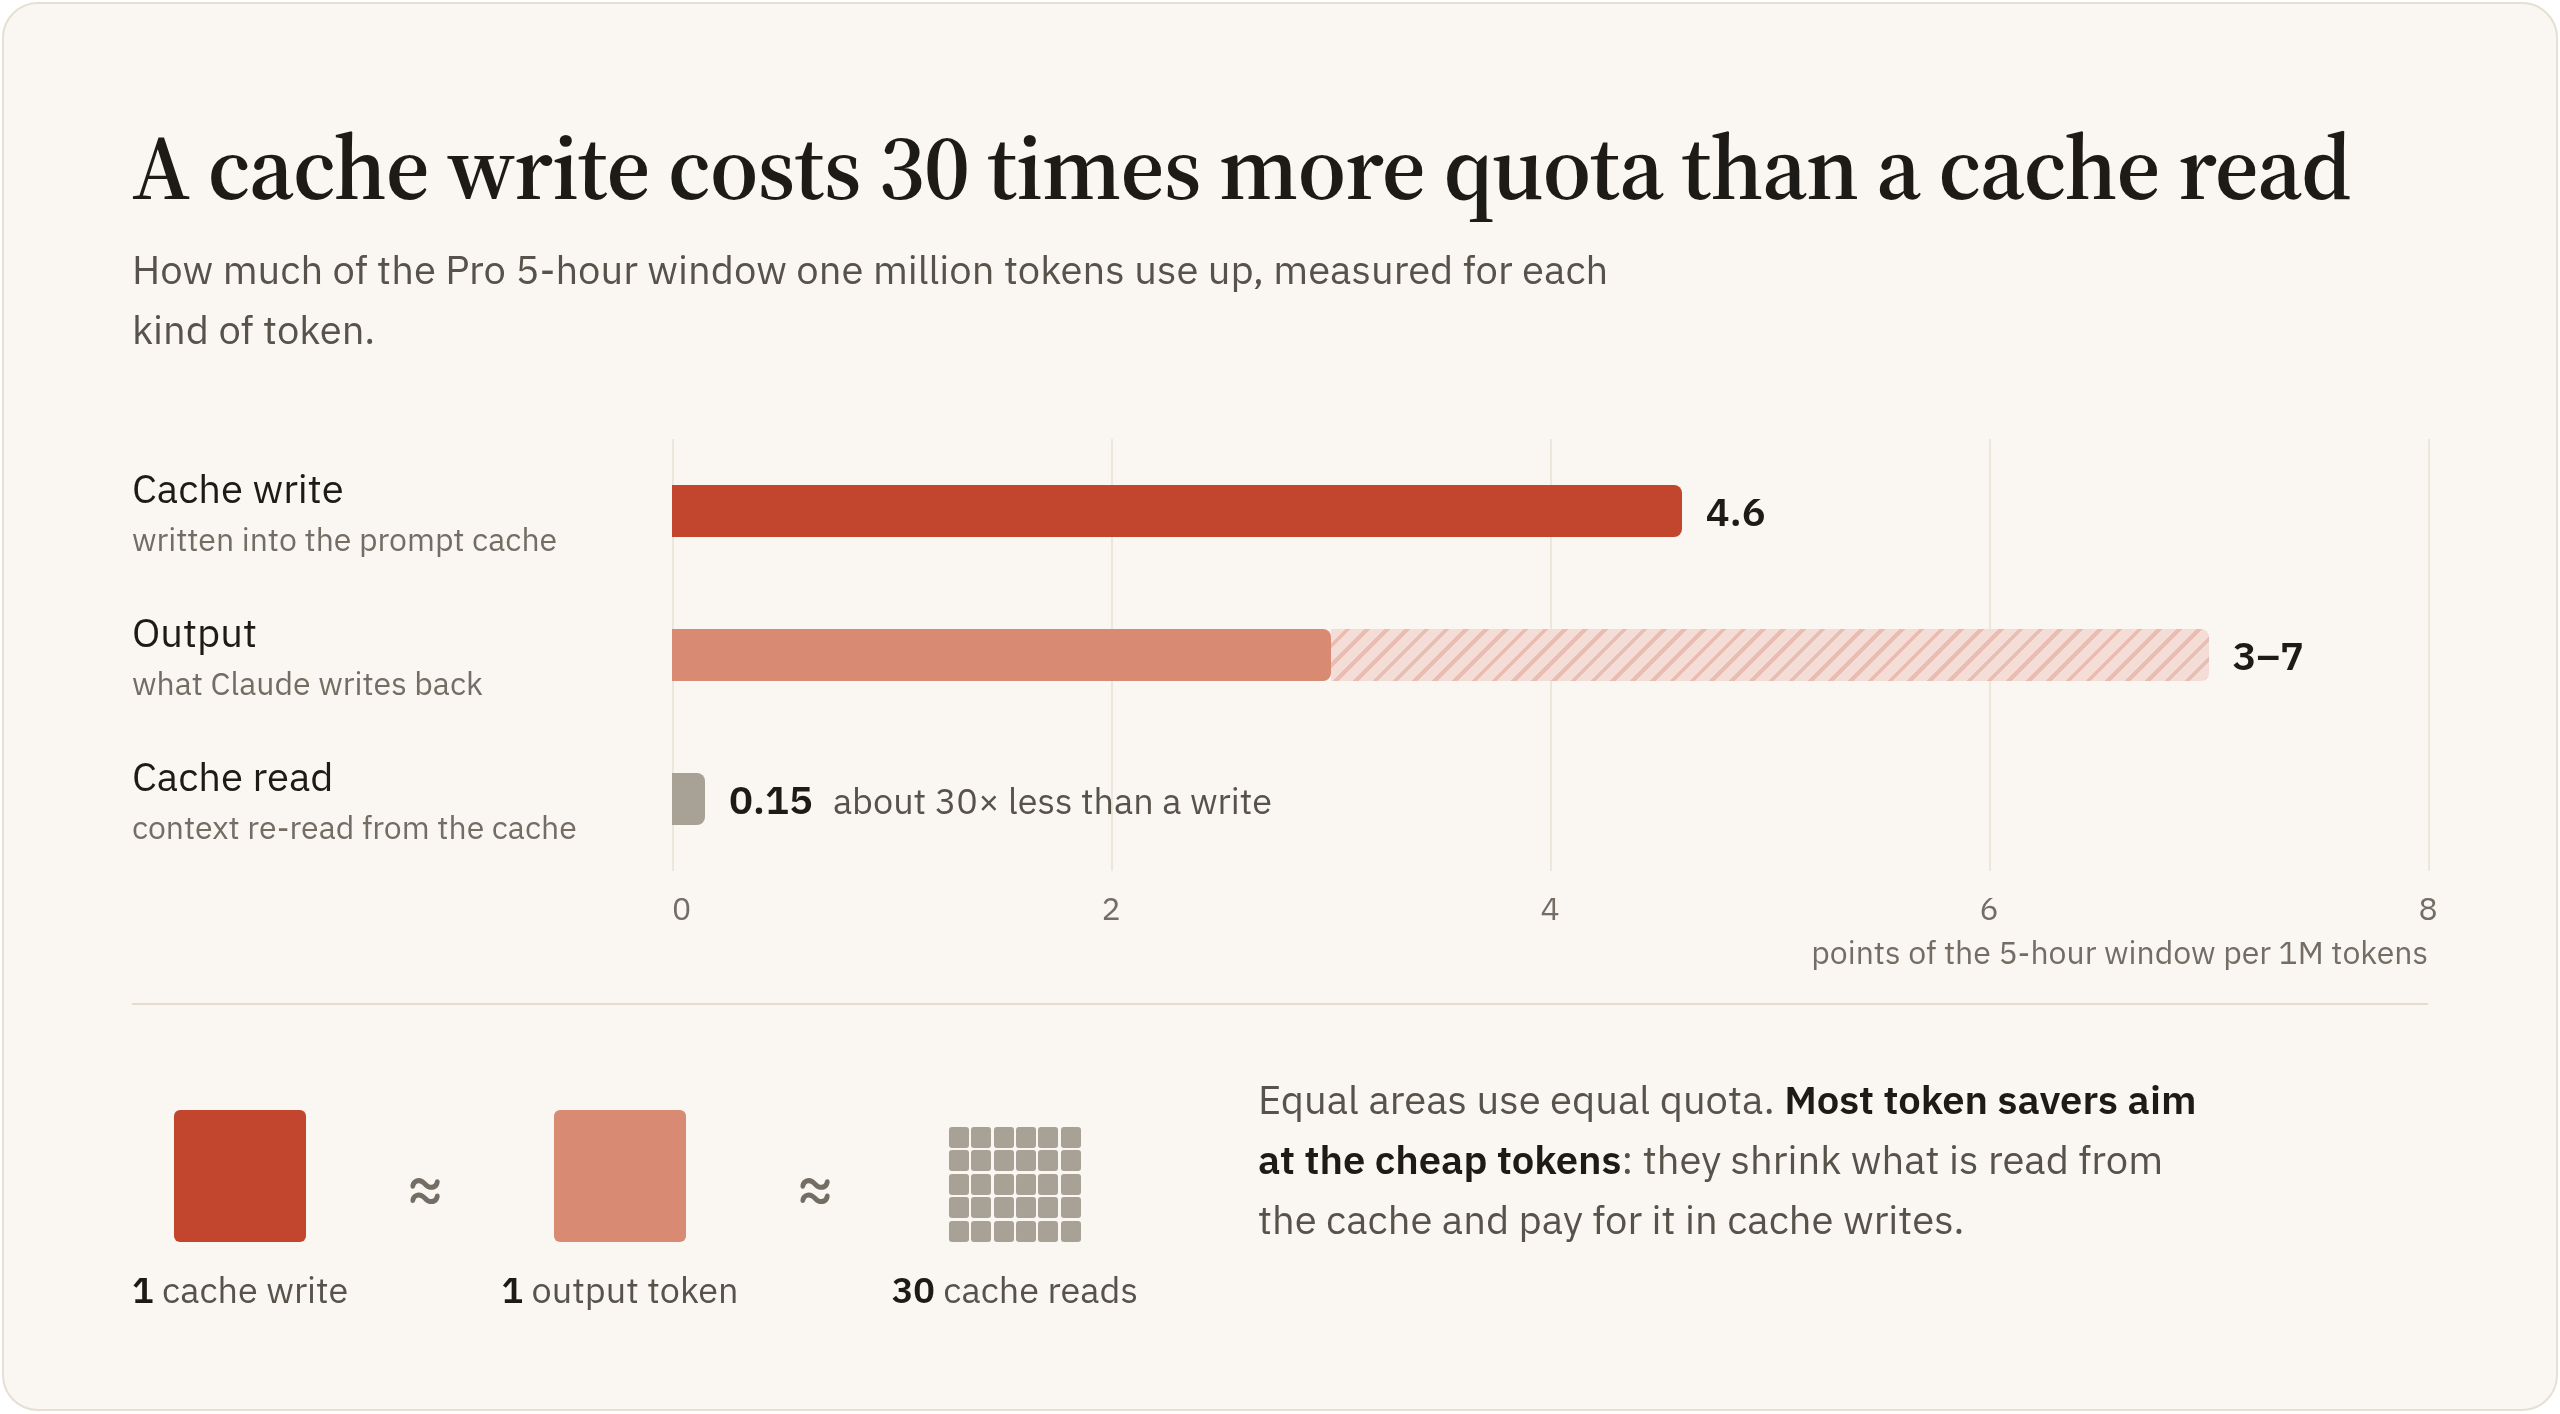 A cache write costs 30 times more quota than a cache read
How much of the Pro 5-hour window one million tokens use up, measured for each
kind of token.
Cache write
written into the prompt cache
4.6
Output
what Claude writes back
3–7
Cache read
context re-read from the cache
0.15 about 30× less than a write
0 2 4 6 8
points of the 5-hour window per 1M tokens
≈ ≈
1 cache write
1 output token
30 cache reads
Equal areas use equal quota. Most token savers aim
at the cheap tokens: they shrink what is read from
the cache and pay for it in cache writes.